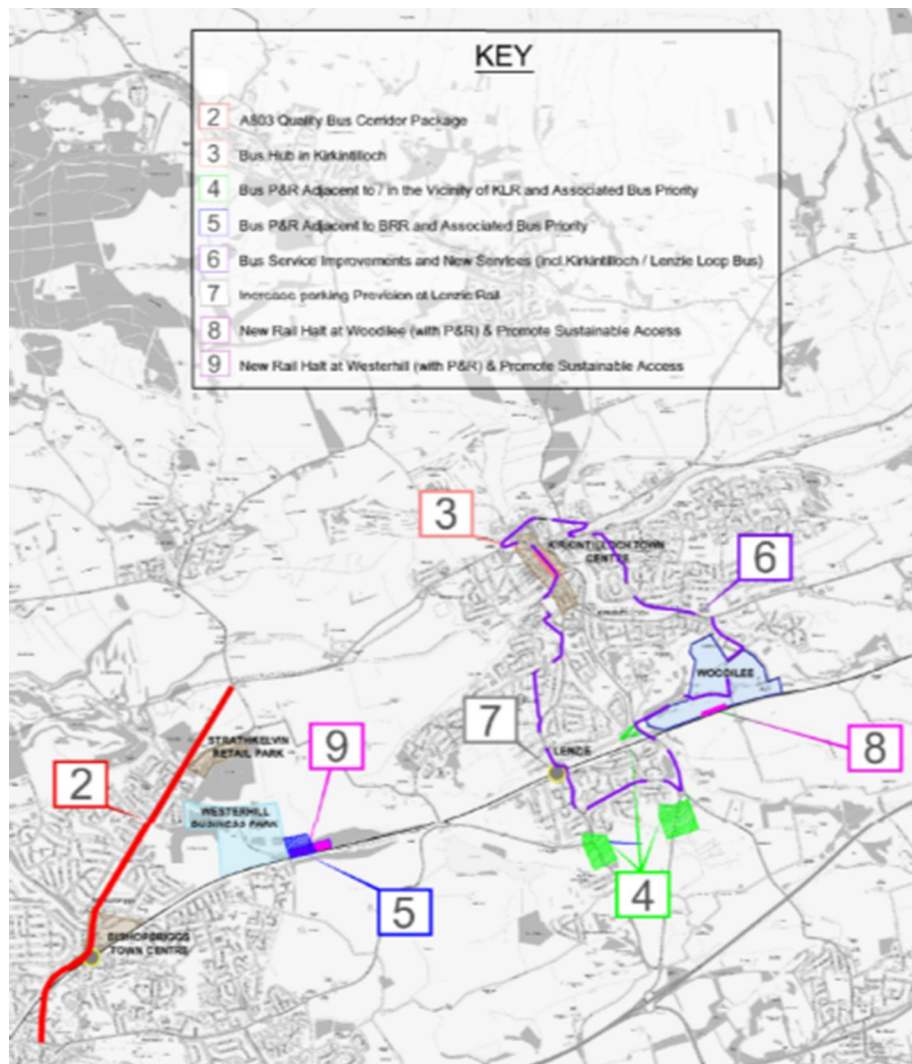 KEY
2 A803 Quality Bus Corridor Package
3 Bus Hub in Kirkintilloch
4 Bus P&R Adjacent to / in the Vicinity of KLR and Associated Bus Priority
5 Bus P&R Adjacent to BRR and Associated Bus Priority
6 Bus Service Improvements and New Services (incl Kirkintilloch / Lenzie Loop Bus)
7 Increase parking Provision at Lenzie Rail
8 New Rail Halt at Woodilee (with P&R) & Promote Sustainable Access
9 New Rail Halt at Westerhill (with P&R) & Promote Sustainable Access
3
KIRKINTILLOCH TOWN
CENTRE
6
WOODILEE
7
LENZIE
8
STRATHKELVIN
RETAIL PARK
9
2
WESTERHILL
BUSINESS PARK
4
5
BISHOPBRIGGS
TOWN CENTRE